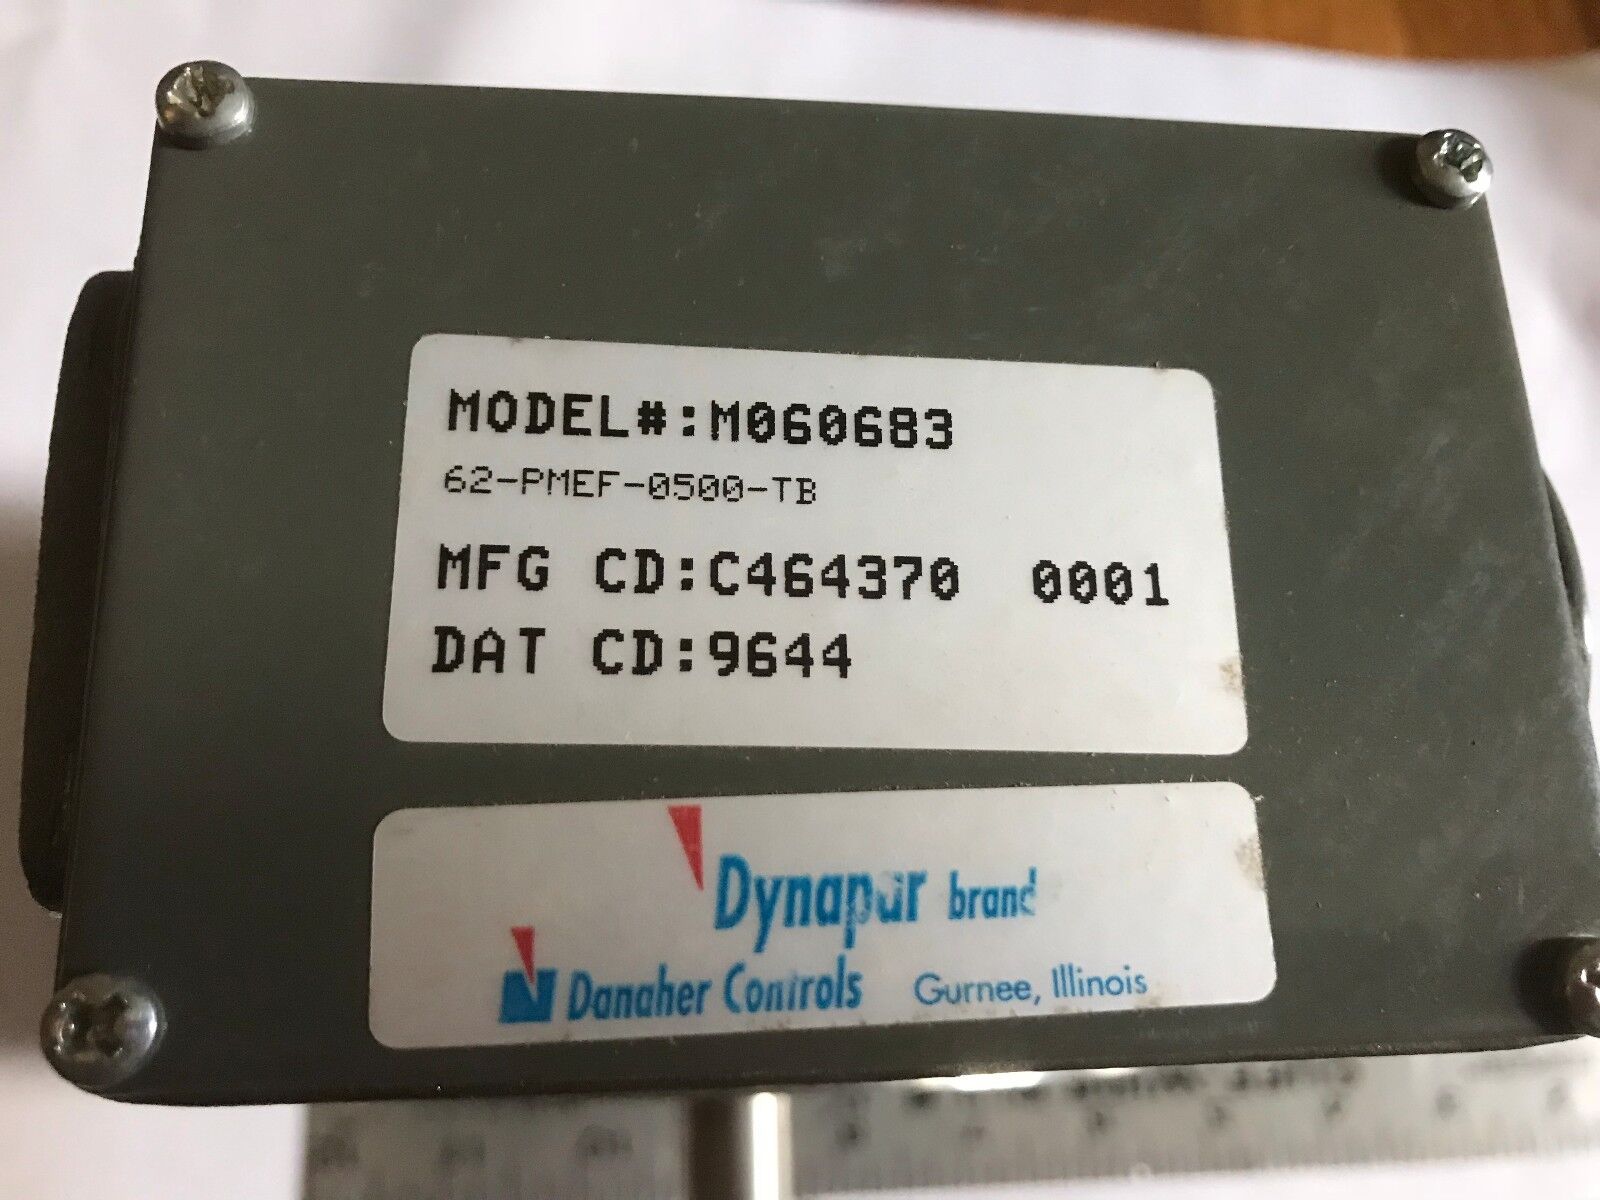 MODEL#:M060683
62-PMEF-0500-TB
MFG CD:C464370 0001
DAT CD:9644
Dynapar brand
Danaher Controls Gurnee, Illinois